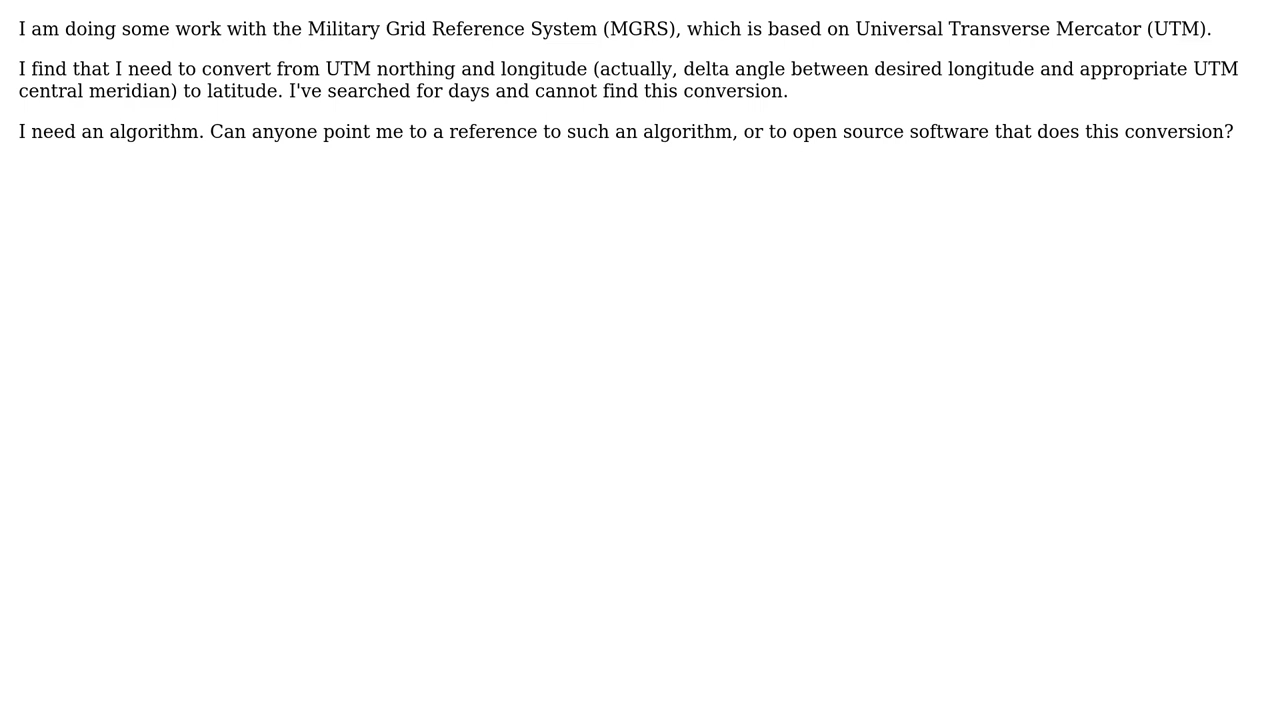 I am doing some work with the Military Grid Reference System (MGRS), which is based on Universal Transverse Mercator (UTM).
I find that I need to convert from UTM northing and longitude (actually, delta angle between desired longitude and appropriate UTM
central meridian) to latitude. I've searched for days and cannot find this conversion.
I need an algorithm. Can anyone point me to a reference to such an algorithm, or to open source software that does this conversion?